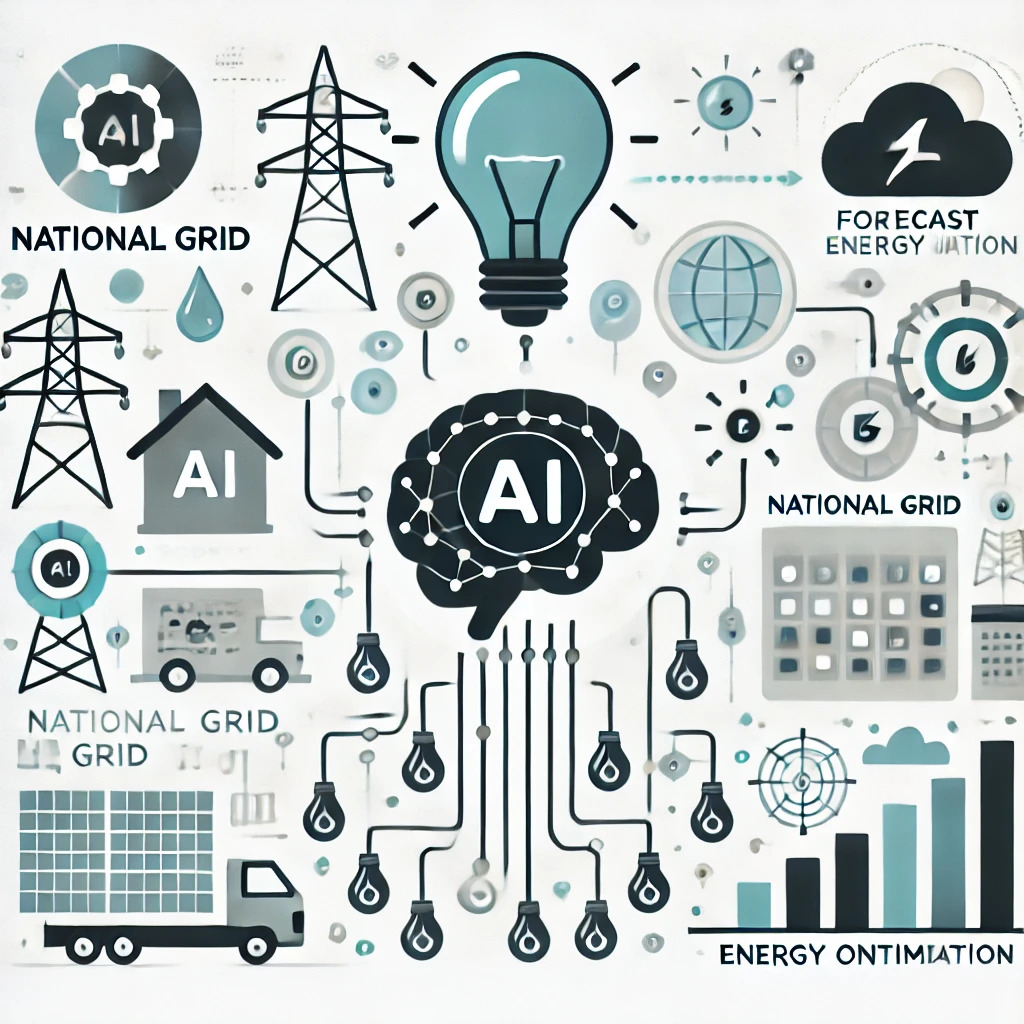 AI
NATIONAL GRID
FORECAST
ENERGY
AI
AI
NATIONAL GRID
AI
NATIONAL GRID
GRID
ENERGY ONTIMIATION